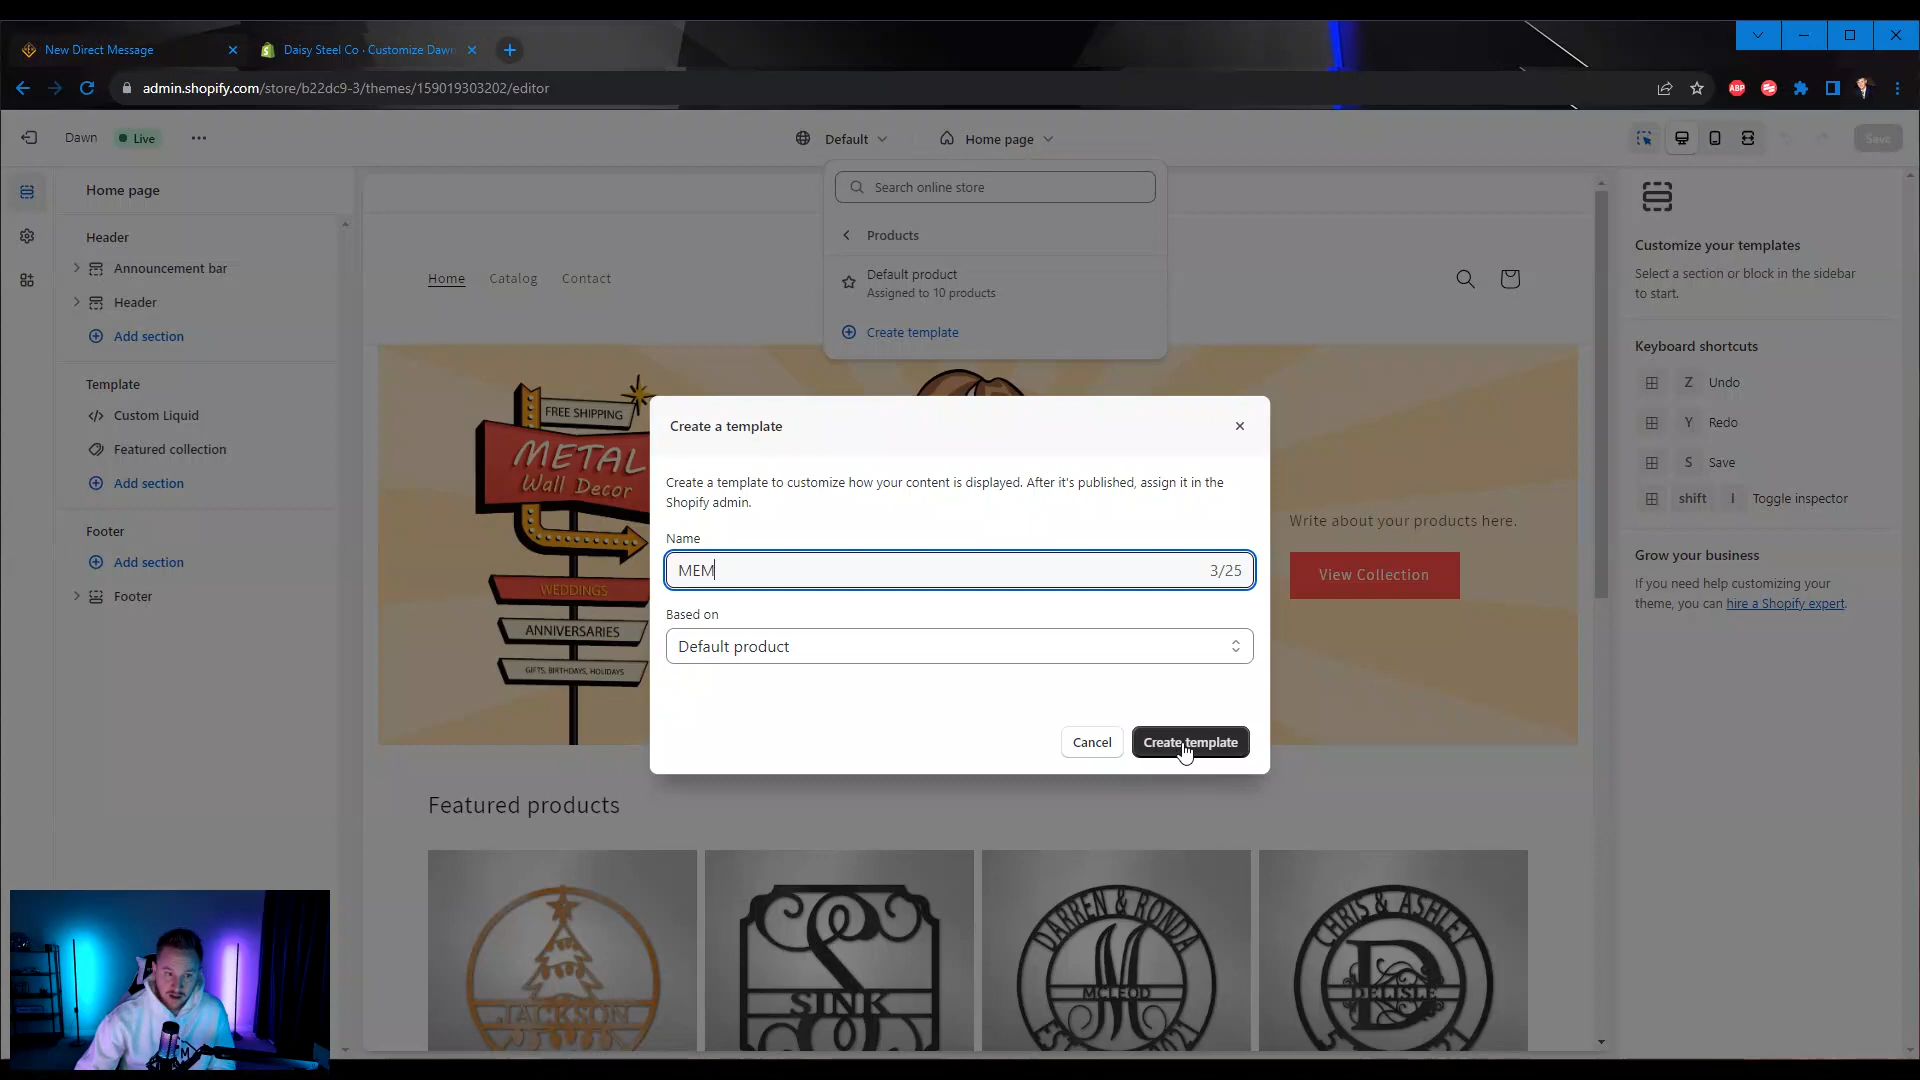 New Direct Message
Daisy Steel Co · Customize Dawn
admin.shopify.com/store/b22dc9-3/themes/159019303202/editor
ABP
Dawn
Live
Default
Home page
Save
Home page
Header
Announcement bar
Header
Add section
Template
Custom Liquid
Featured collection
Add section
Footer
Add section
Footer
Search online store
Products
Default product
Assigned to 10 products
Create template
Home
Catalog
Contact
FREE SHIPPING
METAL
Wall Decor
WEDDINGS
ANNIVERSARIES
GIFTS, BIRTHDAYS, HOLIDAYS
Create a template
Create a template to customize how your content is displayed. After it's published, assign it in the
Shopify admin.
Name
MEM
3/25
Based on
Default product
Cancel
Create template
Write about your products here.
View Collection
Featured products
JACKSON
SINK
DARREN & RONDA
M
MCLEOD
CHRIS & ASHLEY
D
DELISLE
Customize your templates
Select a section or block in the sidebar
to start.
Keyboard shortcuts
Z Undo
Y Redo
S Save
shift I Toggle inspector
Grow your business
If you need help customizing your
theme, you can hire a Shopify expert.